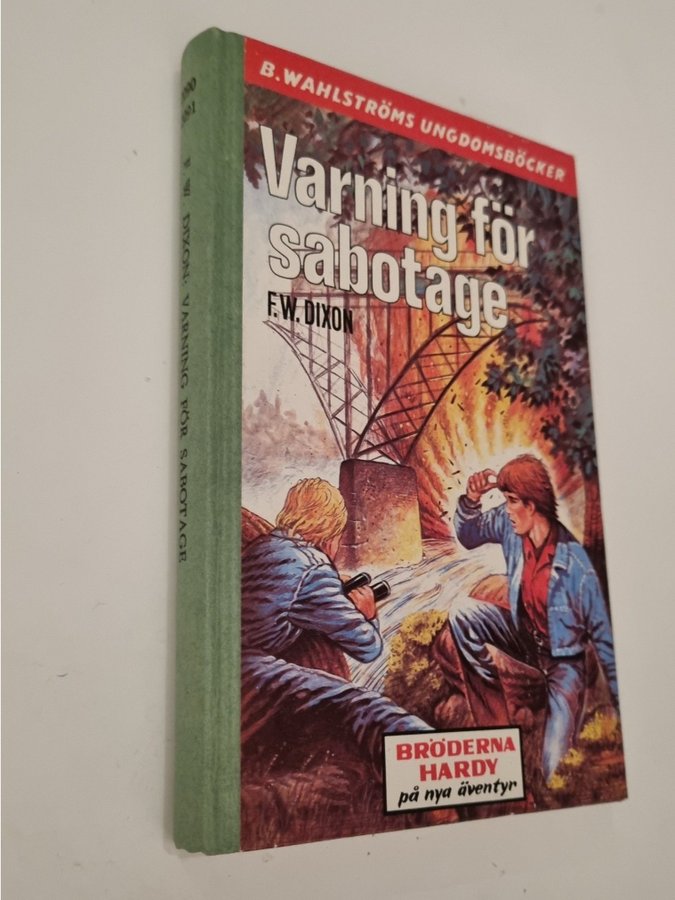 B. WAHLSTRÖMS UNGDOMSBÖCKER
Varning för
sabotage
F.W. DIXON
BRÖDERNA
HARDY
på nya äventyr
F W DIXON: VARNING FÖR SABOTAGE